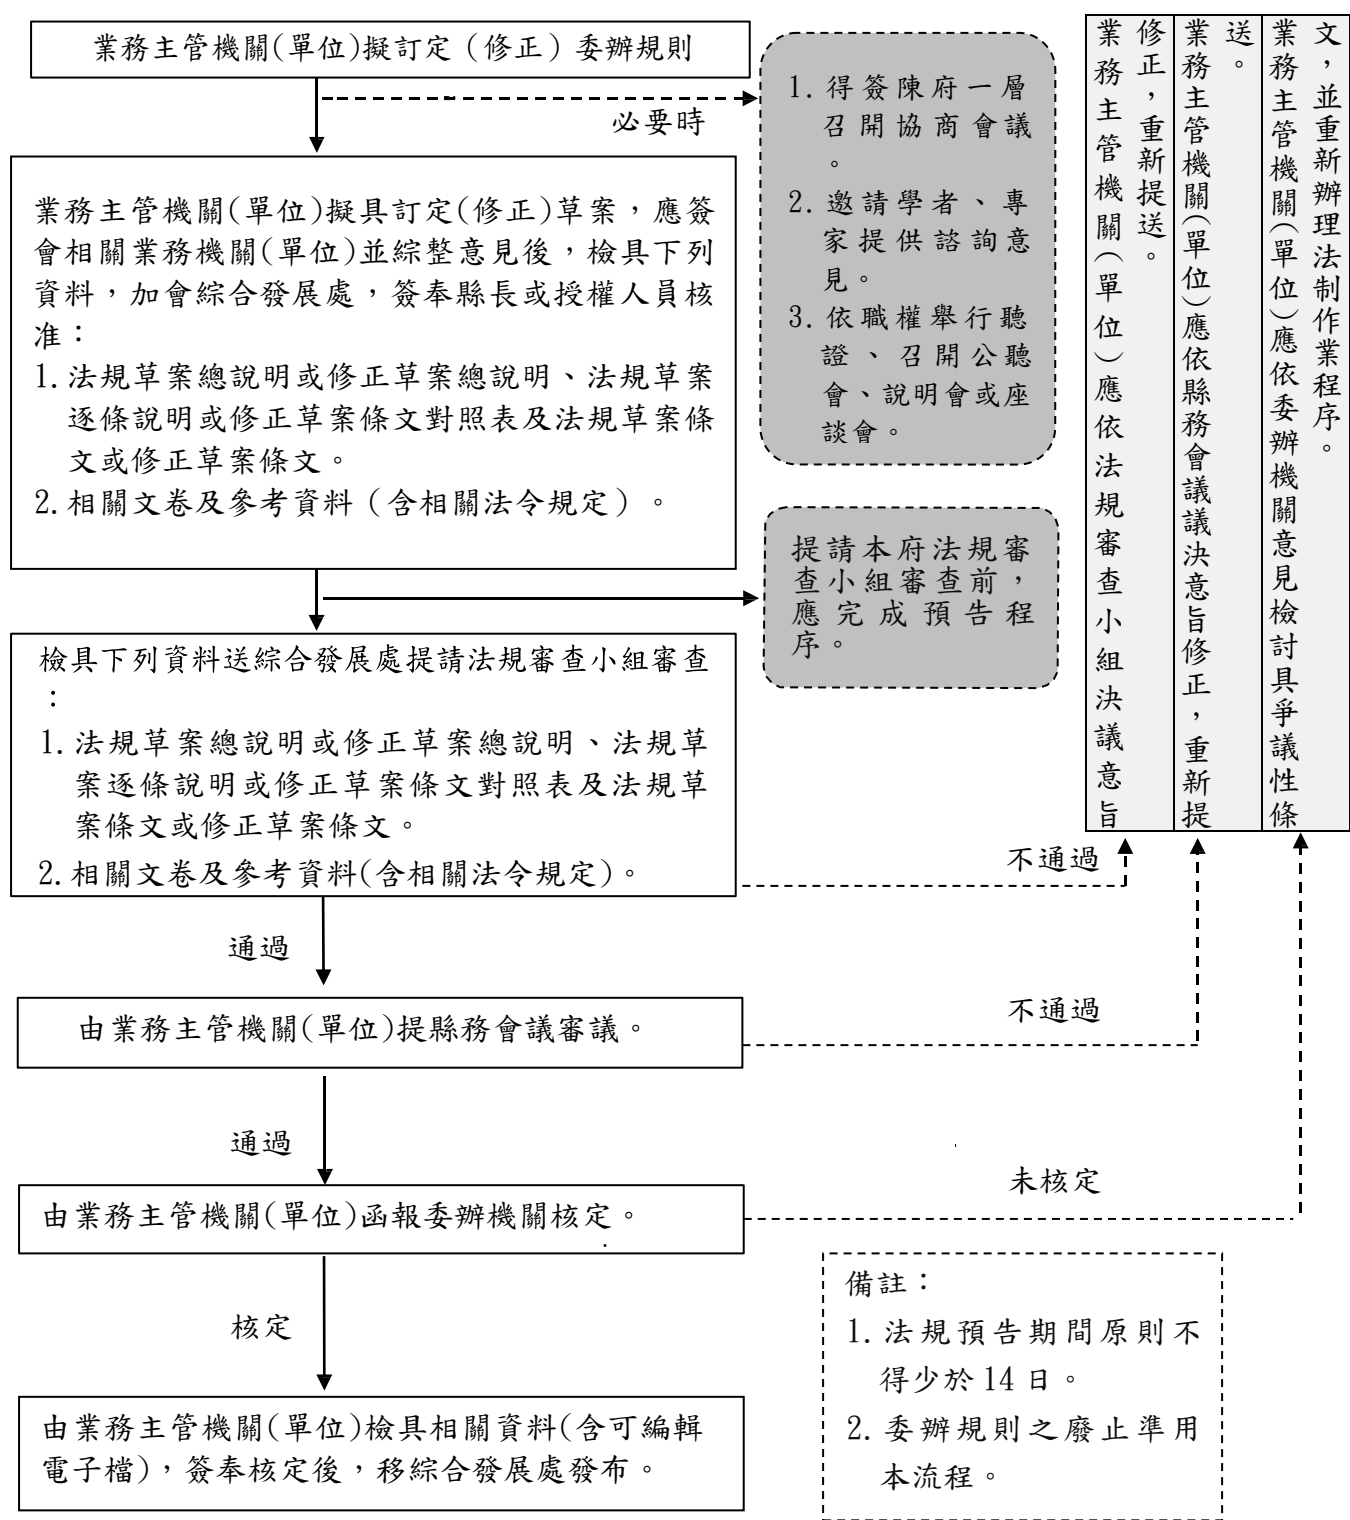 業務主管機關(單位)擬訂定（修正）委辦規則
必要時
1. 得簽陳府一層
召開協商會議
。
2. 邀請學者、專
家提供諮詢意
見。
3. 依職權舉行聽
證、召開公聽
會、說明會或座
談會。
業務主管機關(單位)擬具訂定(修正)草案，應簽
會相關業務機關(單位)並綜整意見後，檢具下列
資料，加會綜合發展處，簽奉縣長或授權人員核
准：
1. 法規草案總說明或修正草案總說明、法規草案
逐條說明或修正草案條文對照表及法規草案條
文或修正草案條文。
2. 相關文卷及參考資料（含相關法令規定）。
提請本府法規審
查小組審查前，
應完成預告程
序。
檢具下列資料送綜合發展處提請法規審查小組審查
：
1. 法規草案總說明或修正草案總說明、法規草
案逐條說明或修正草案條文對照表及法規草
案條文或修正草案條文。
2. 相關文卷及參考資料(含相關法令規定)。
業務主管機關（單位）應依委辦機關意見檢討具爭議性條
文，並重新辦理法制作業程序。
業務主管機關（單位）應依縣務會議議決意旨修正，重新提
送。
業務主管機關（單位）應依法規審查小組決議意旨
修正，重新提送。
不通過
通過
由業務主管機關(單位)提縣務會議審議。
不通過
通過
由業務主管機關(單位)函報委辦機關核定。
未核定
核定
由業務主管機關(單位)檢具相關資料(含可編輯
電子檔)，簽奉核定後，移綜合發展處發布。
備註：
1. 法規預告期間原則不
得少於 14 日。
2. 委辦規則之廢止準用
本流程。